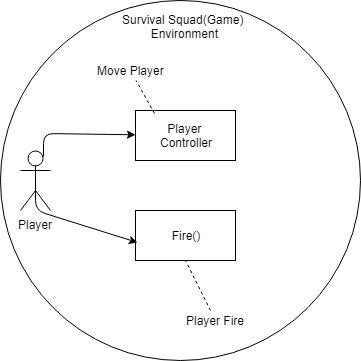 Survival Squad(Game)
Environment
Move Player
Player
Controller
Player
Fire()
Player Fire